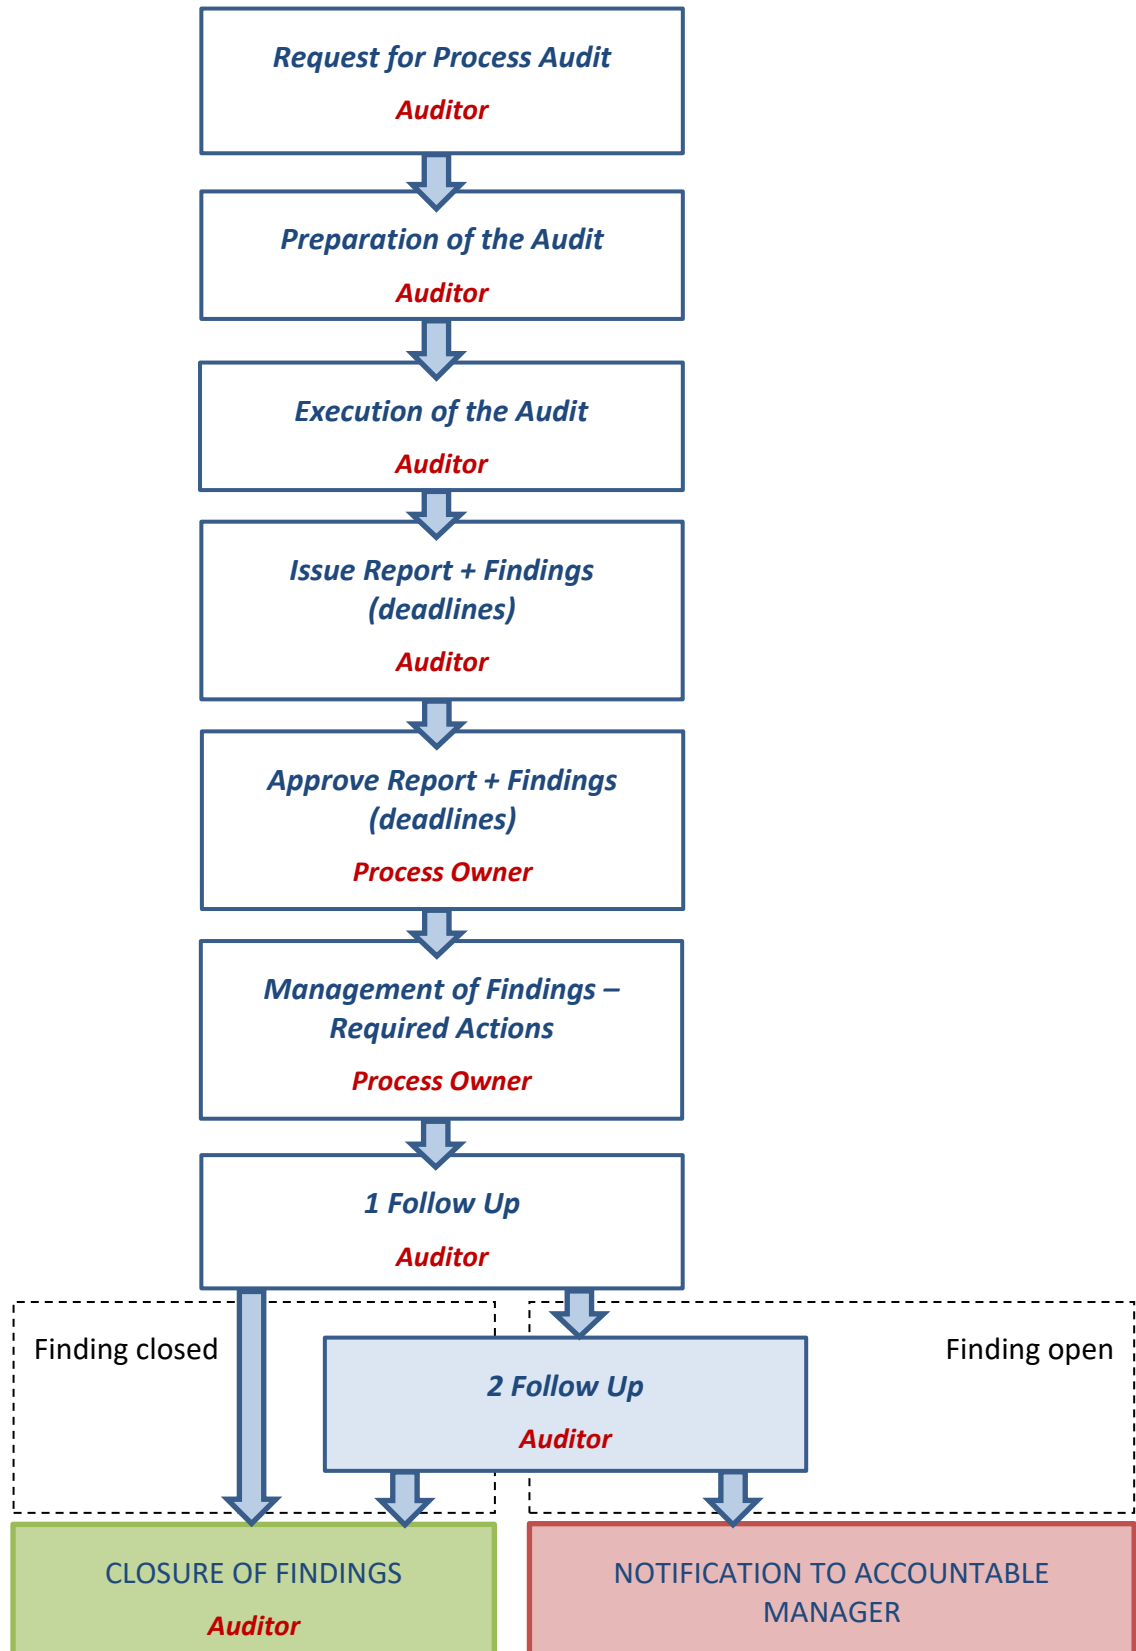 Request for Process Audit
Auditor
Preparation of the Audit
Auditor
Execution of the Audit
Auditor
Issue Report + Findings
(deadlines)
Auditor
Approve Report + Findings
(deadlines)
Process Owner
Management of Findings –
Required Actions
Process Owner
1 Follow Up
Auditor
Finding closed
Finding open
2 Follow Up
Auditor
CLOSURE OF FINDINGS
Auditor
NOTIFICATION TO ACCOUNTABLE
MANAGER